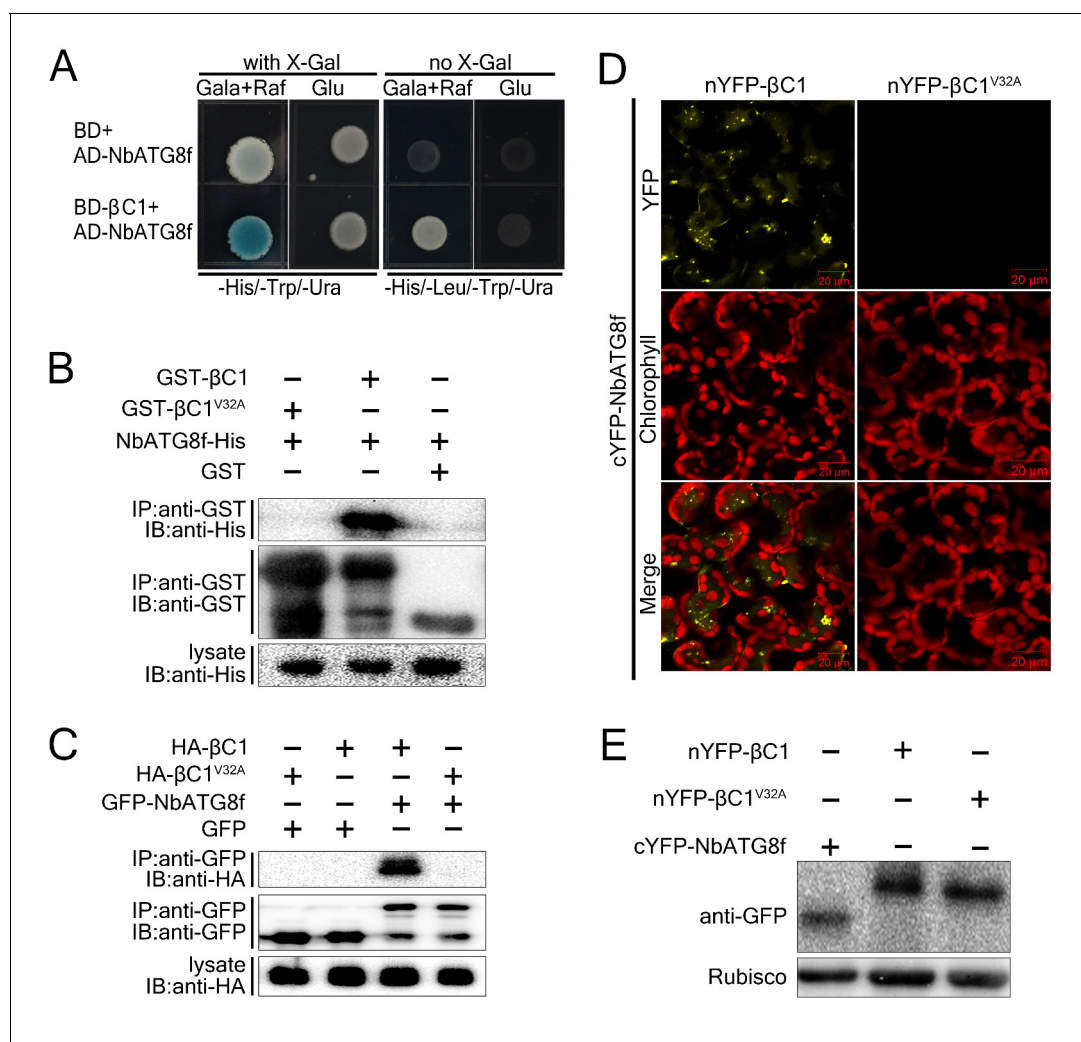 A
with X-Gal no X-Gal
Gala+Raf Glu Gala+Raf Glu
BD+
AD-NbATG8f
BD-βC1+
AD-NbATG8f
-His/-Trp/-Ura -His/-Leu/-Trp/-Ura
B
GST-βC1 − + −
GST-βC1V32A + − −
NbATG8f-His + + +
GST − − +
IP:anti-GST
IB:anti-His
IP:anti-GST
IB:anti-GST
lysate
IB:anti-His
C
HA-βC1 − + + −
HA-βC1V32A + − − +
GFP-NbATG8f − − + +
GFP + + − −
IP:anti-GFP
IB:anti-HA
IP:anti-GFP
IB:anti-GFP
lysate
IB:anti-HA
D
nYFP-βC1 nYFP-βC1V32A
cYFP-NbATG8f
YFP
20 µm 20 µm
Chlorophyll
20 µm 20 µm
Merge
20 µm 20 µm
E
nYFP-βC1 − + −
nYFP-βC1V32A − − +
cYFP-NbATG8f + − −
anti-GFP
Rubisco